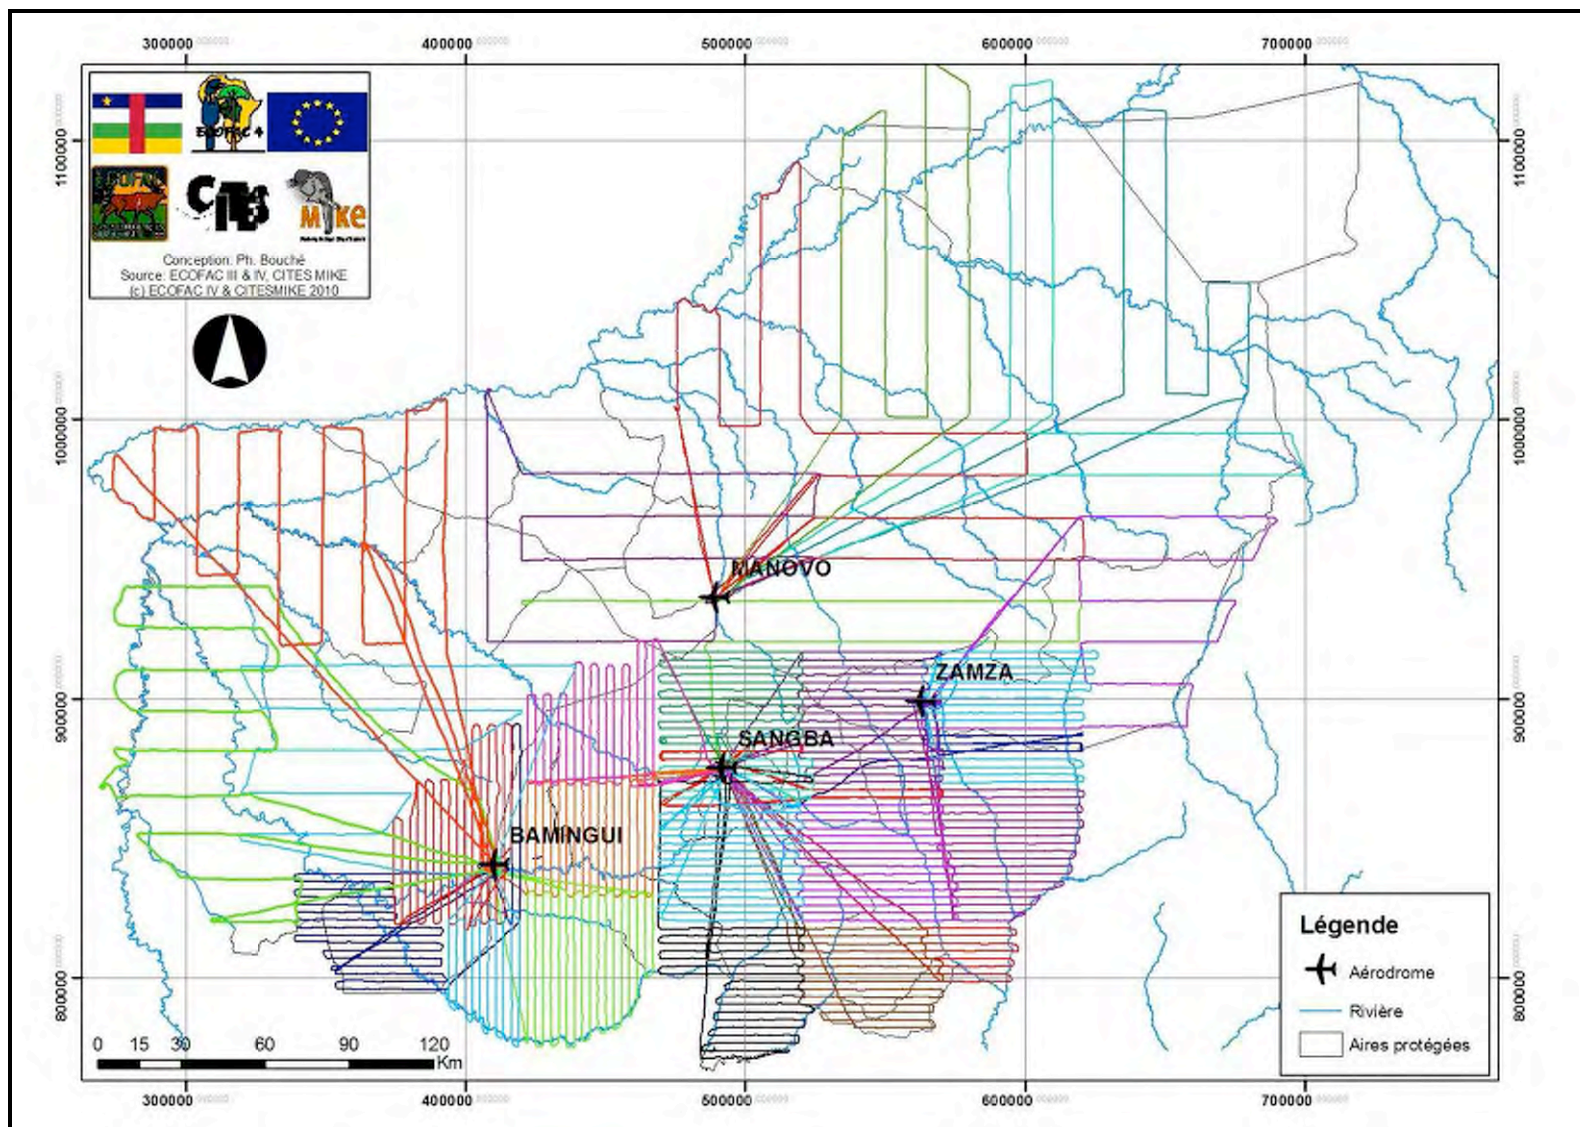 300000 400000 500000 600000 700000
ECOFAC 4
CITES
MIKE
Conception: Ph. Bouché
Source: ECOFAC III & IV, CITES MIKE
(c) ECOFAC IV & CITESMIKE 2010
1100000 1100000
1000000 1000000
MANOVO
ZAMZA
900000 900000
SANGBA
BAMINGUI
Légende
Aérodrome
800000 800000
Rivière
Aires protégées
0 15 30 60 90 120
Km
300000 400000 500000 600000 700000